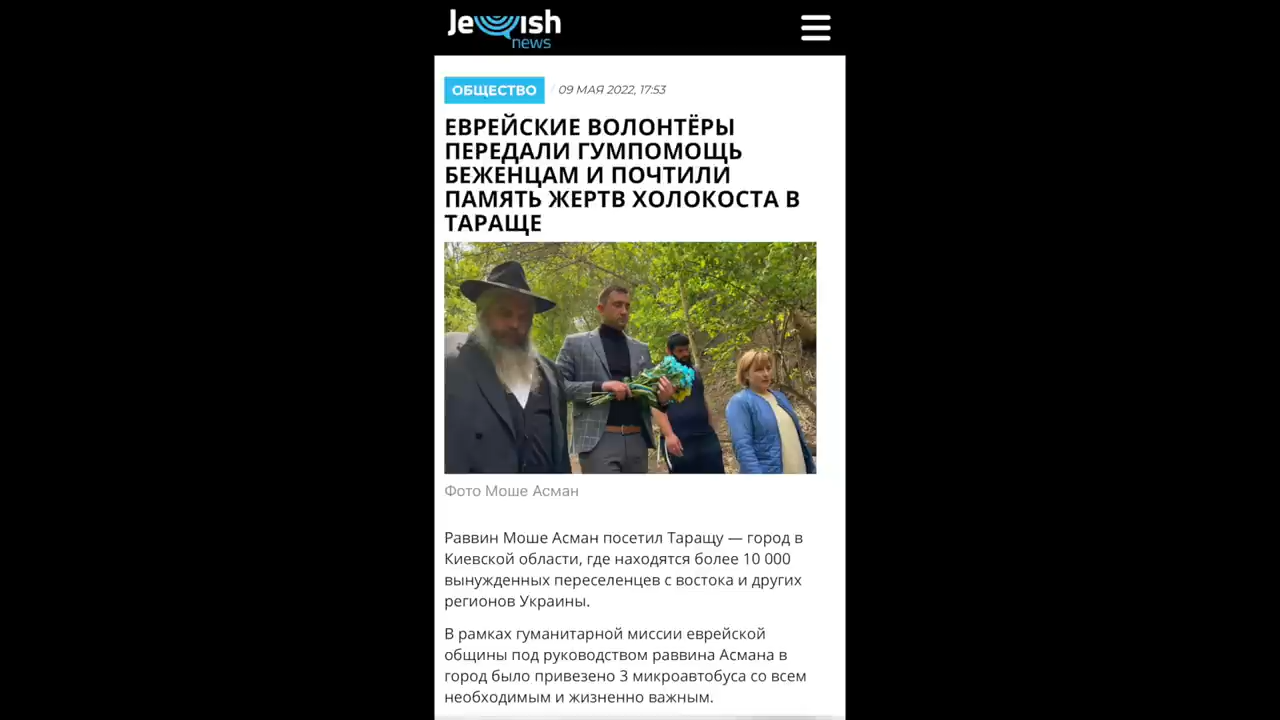 Jewish
news
ОБЩЕСТВО / 09 МАЯ 2022, 17:53
ЕВРЕЙСКИЕ ВОЛОНТЁРЫ
ПЕРЕДАЛИ ГУМПОМОЩЬ
БЕЖЕНЦАМ И ПОЧТИЛИ
ПАМЯТЬ ЖЕРТВ ХОЛОКОСТА В
ТАРАЩЕ
Фото Моше Асман
Раввин Моше Асман посетил Таращу — город в
Киевской области, где находятся более 10 000
вынужденных переселенцев с востока и других
регионов Украины.
В рамках гуманитарной миссии еврейской
общины под руководством раввина Асмана в
город было привезено 3 микроавтобуса со всем
необходимым и жизненно важным.